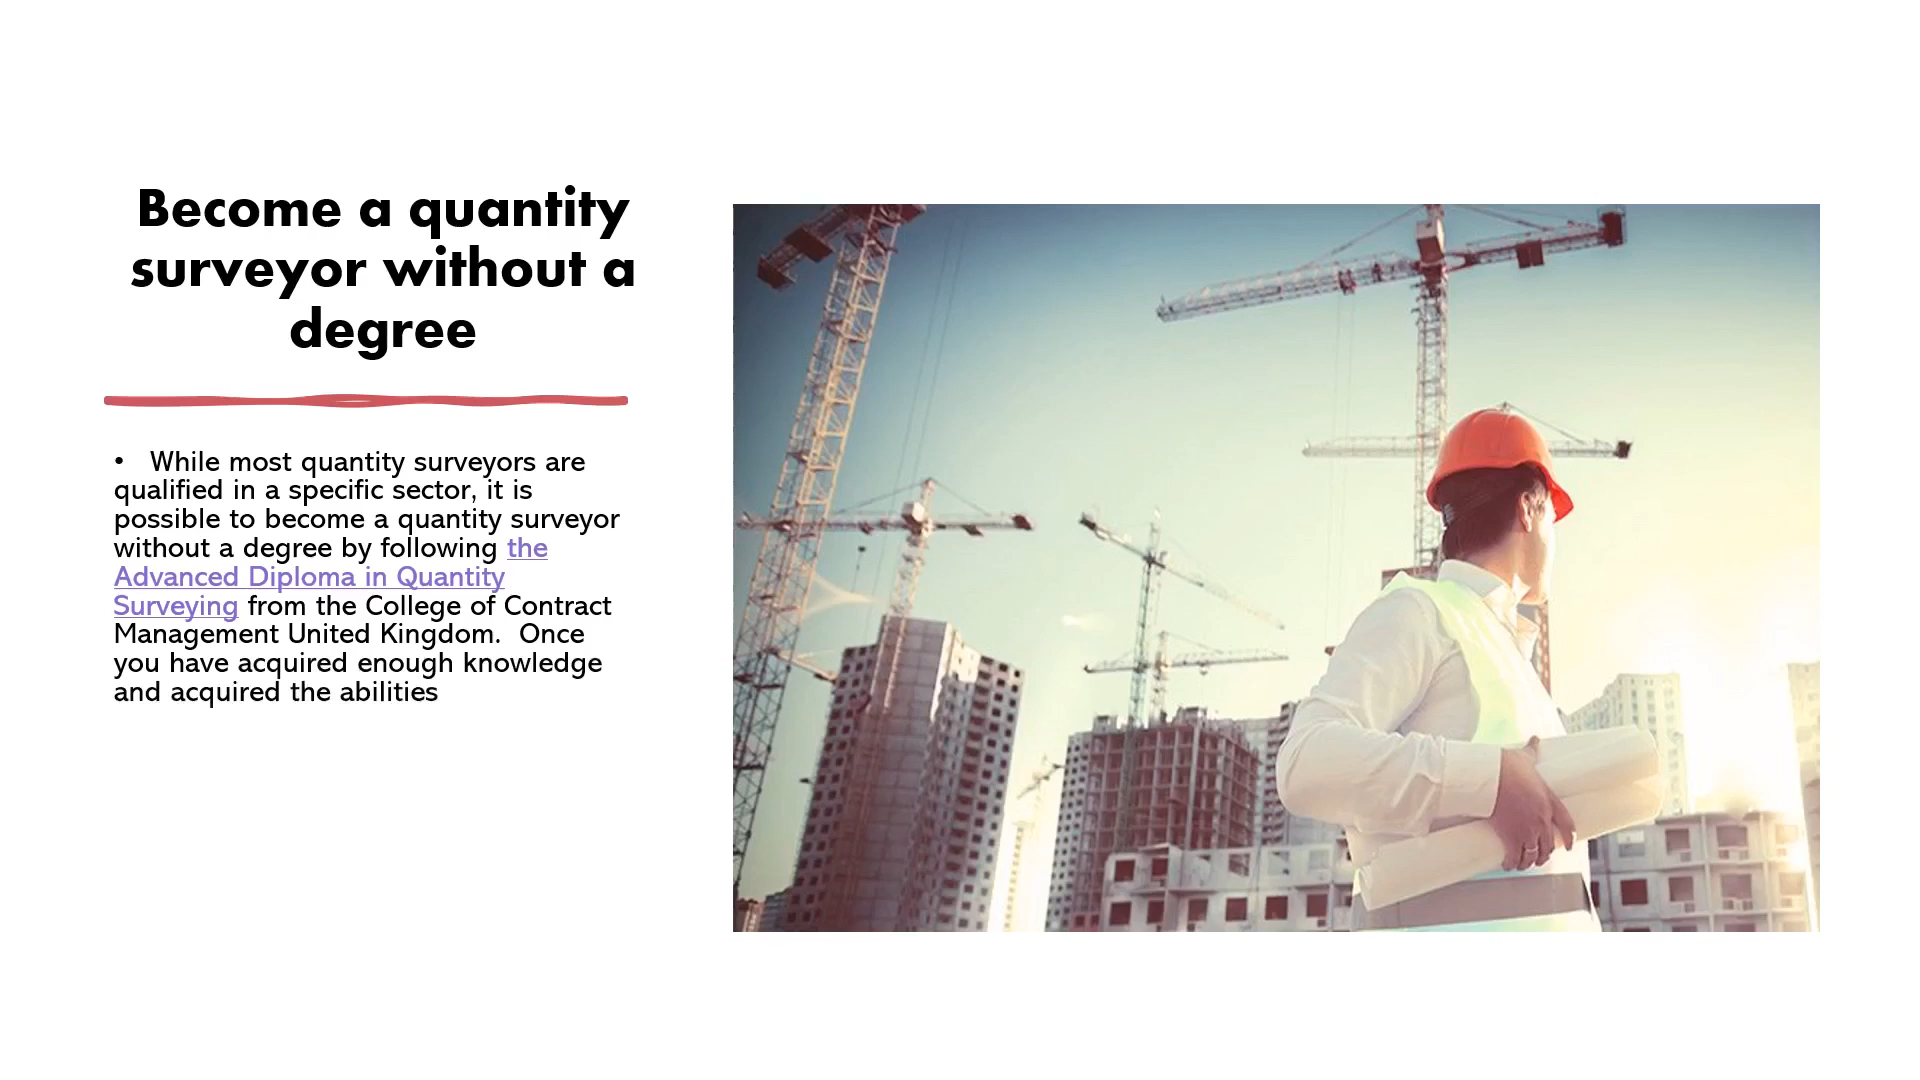 Become a quantity
surveyor without a
degree
• While most quantity surveyors are
qualified in a specific sector, it is
possible to become a quantity surveyor
without a degree by following the
Advanced Diploma in Quantity
Surveying from the College of Contract
Management United Kingdom.  Once
you have acquired enough knowledge
and acquired the abilities